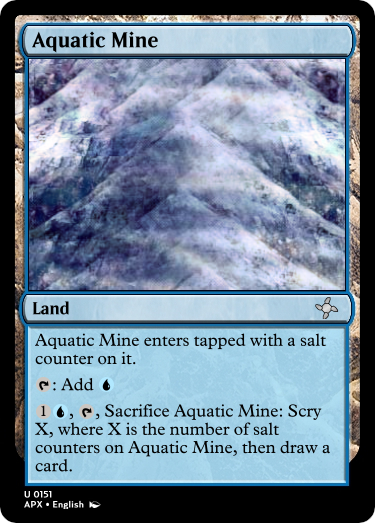 Aquatic Mine
Land
Aquatic Mine enters tapped with a salt
counter on it.
: Add
1 , , Sacrifice Aquatic Mine: Scry
X, where X is the number of salt
counters on Aquatic Mine, then draw a
card.
U 0151
APX • English